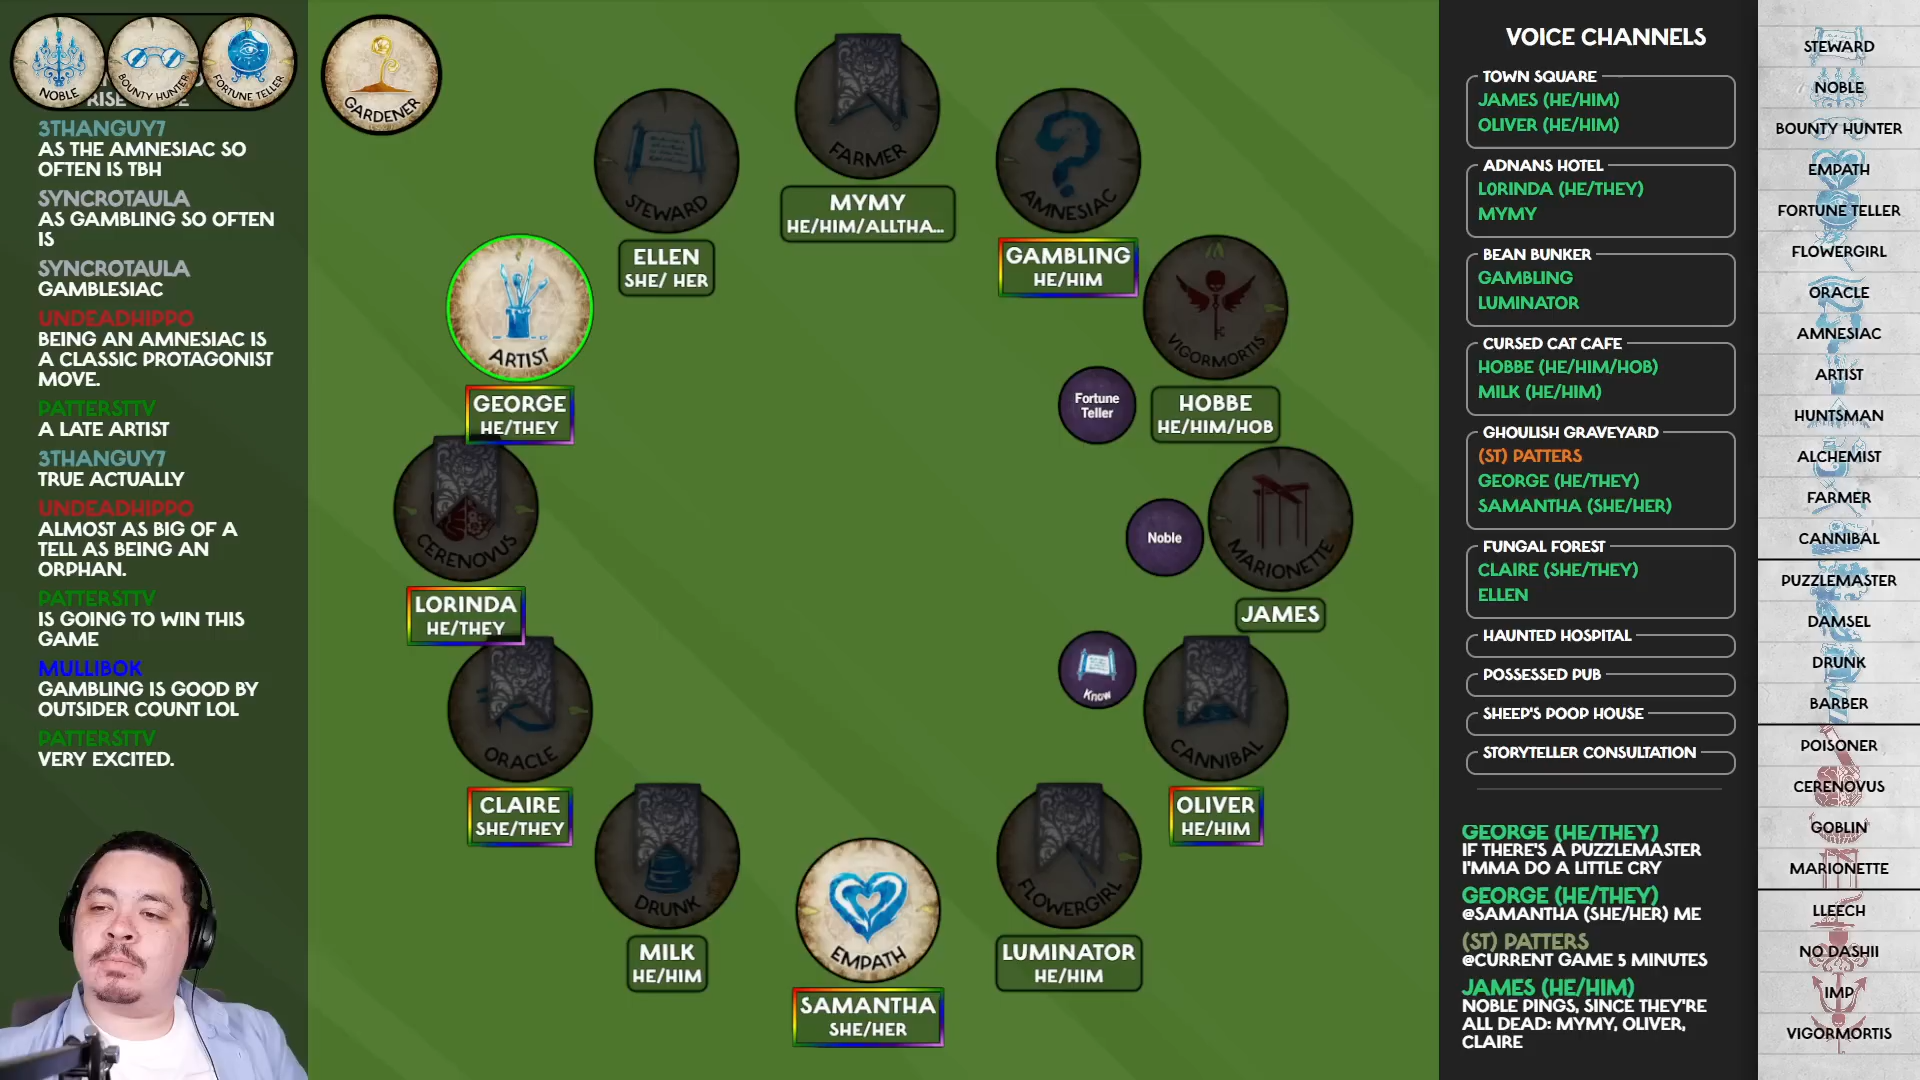 NOBLE
BOUNTY HUNTER
FORTUNE TELLER
3THANGUY7
AS THE AMNESIAC SO
OFTEN IS TBH
SYNCROTAULA
AS GAMBLING SO OFTEN
IS
SYNCROTAULA
GAMBLESIAC
UNDEADHIPPO
BEING AN AMNESIAC IS
A CLASSIC PROTAGONIST
MOVE.
PATTERSTTV
A LATE ARTIST
3THANGUY7
TRUE ACTUALLY
UNDEADHIPPO
ALMOST AS BIG OF A
TELL AS BEING AN
ORPHAN.
PATTERSTTV
IS GOING TO WIN THIS
GAME
MULLIBOK
GAMBLING IS GOOD BY
OUTSIDER COUNT LOL
PATTERSTTV
VERY EXCITED.
GARDENER
STEWARD
ELLEN
SHE/ HER
FARMER
MYMY
HE/HIM/ALLTHA...
AMNESIAC
GAMBLING
HE/HIM
VIGORMORTIS
HOBBE
HE/HIM/HOB
Fortune
Teller
MARIONETTE
JAMES
Noble
CANNIBAL
OLIVER
HE/HIM
Know
FLOWERGIRL
LUMINATOR
HE/HIM
EMPATH
SAMANTHA
SHE/HER
DRUNK
MILK
HE/HIM
ORACLE
CLAIRE
SHE/THEY
CERENOVUS
LORINDA
HE/THEY
ARTIST
GEORGE
HE/THEY
VOICE CHANNELS
TOWN SQUARE
JAMES (HE/HIM)
OLIVER (HE/HIM)
ADNANS HOTEL
LORINDA (HE/THEY)
MYMY
BEAN BUNKER
GAMBLING
LUMINATOR
CURSED CAT CAFE
HOBBE (HE/HIM/HOB)
MILK (HE/HIM)
GHOULISH GRAVEYARD
(ST) PATTERS
GEORGE (HE/THEY)
SAMANTHA (SHE/HER)
FUNGAL FOREST
CLAIRE (SHE/THEY)
ELLEN
HAUNTED HOSPITAL
POSSESSED PUB
SHEEP'S POOP HOUSE
STORYTELLER CONSULTATION
GEORGE (HE/THEY)
IF THERE'S A PUZZLEMASTER
I'MMA DO A LITTLE CRY
GEORGE (HE/THEY)
@SAMANTHA (SHE/HER) ME
(ST) PATTERS
@CURRENT GAME 5 MINUTES
JAMES (HE/HIM)
NOBLE PINGS, SINCE THEY'RE
ALL DEAD: MYMY, OLIVER,
CLAIRE
STEWARD
NOBLE
BOUNTY HUNTER
EMPATH
FORTUNE TELLER
FLOWERGIRL
ORACLE
AMNESIAC
ARTIST
HUNTSMAN
ALCHEMIST
FARMER
CANNIBAL
PUZZLEMASTER
DAMSEL
DRUNK
BARBER
POISONER
CERENOVUS
GOBLIN
MARIONETTE
LLEECH
NO DASHII
IMP
VIGORMORTIS